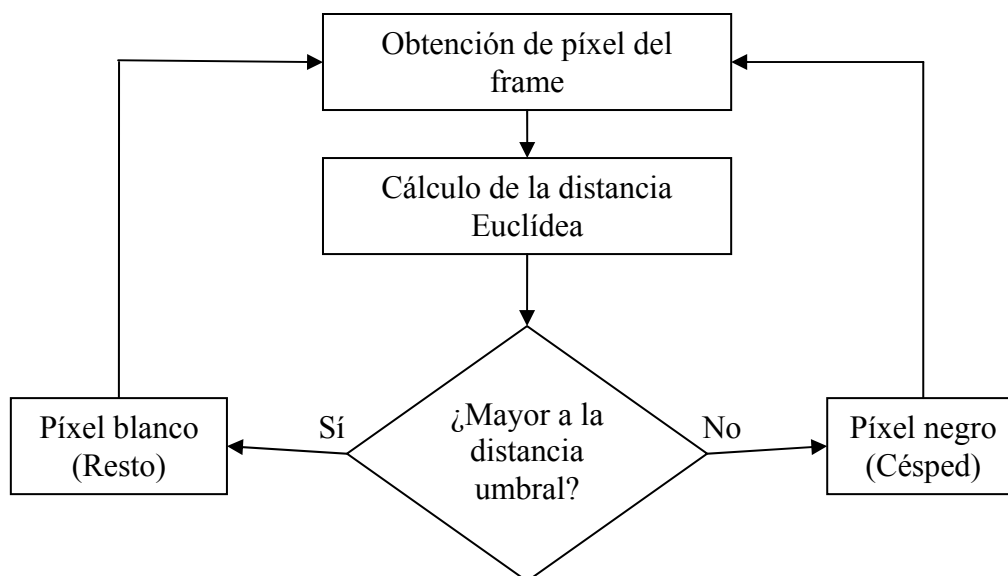 Obtención de píxel del
frame
Cálculo de la distancia
Euclídea
¿Mayor a la
distancia
umbral?
Sí
No
Píxel blanco
(Resto)
Píxel negro
(Césped)